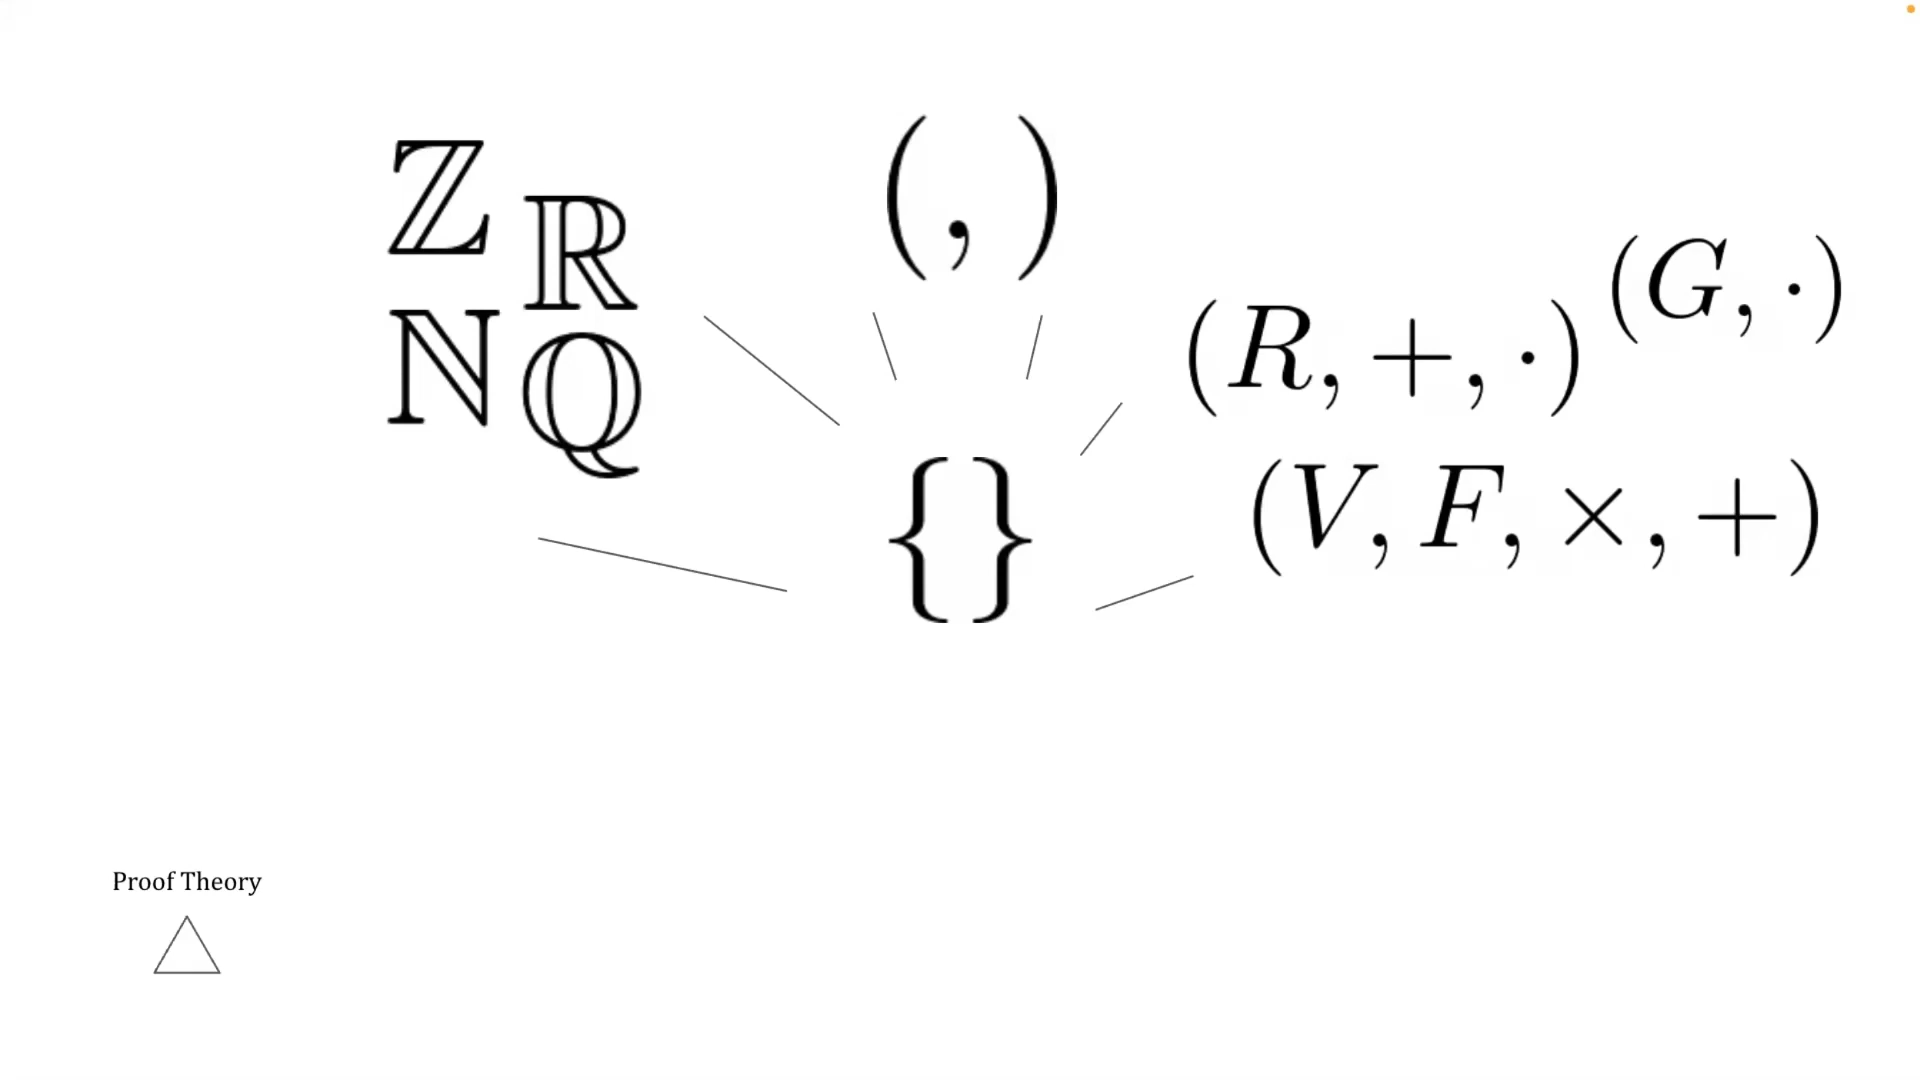 ℤ ℝ
ℕ ℚ
( , )
(G, ·)
(R, +, ·)
(V, F, ×, +)
{}
Proof Theory